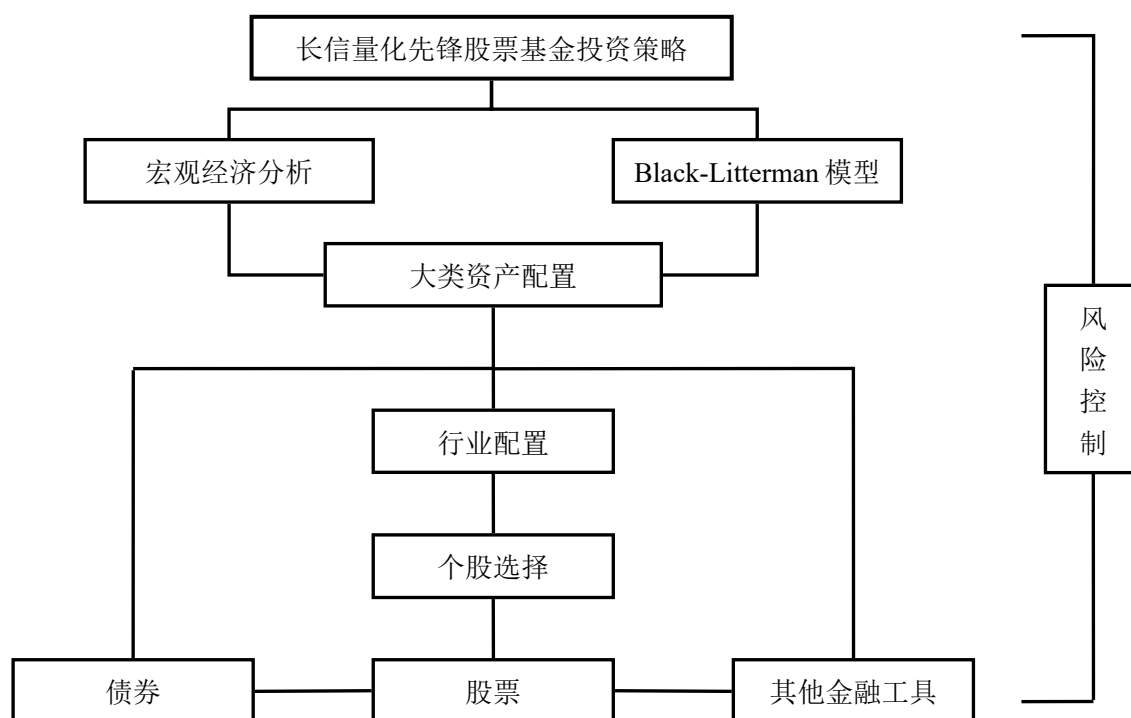 长信量化先锋股票基金投资策略
宏观经济分析
Black-Litterman 模型
大类资产配置
风
险
控
制
行业配置
个股选择
债券
股票
其他金融工具